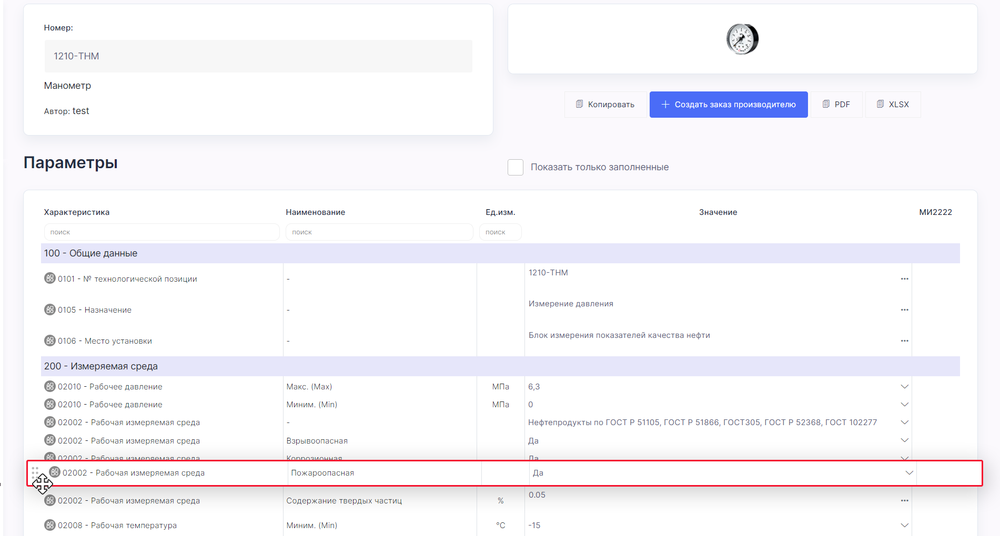 Номер:
1210-ТНМ
Манометр
Автор: test
Копировать
Создать заказ производителю
PDF
XLSX
Параметры
Показать только заполненные
Характеристика Наименование Ед.изм. Значение МИ2222
поиск поиск поиск
100 - Общие данные
0101 - № технологической позиции - 1210-ТНМ ...
0105 - Назначение - Измерение давления ...
0106 - Место установки - Блок измерения показателей качества нефти ...
200 - Измеряемая среда
02010 - Рабочее давление Макс. (Max) МПа 6,3
02010 - Рабочее давление Миним. (Min) МПа 0
02002 - Рабочая измеряемая среда - Нефтепродукты по ГОСТ Р 51105, ГОСТ Р 51866, ГОСТ305, ГОСТ Р 52368, ГОСТ 102277
02002 - Рабочая измеряемая среда Взрывоопасная Да
02002 - Рабочая измеряемая среда Коррозионная Да
02002 - Рабочая измеряемая среда Пожароопасная Да
02002 - Рабочая измеряемая среда Содержание твердых частиц % 0.05 ...
02008 - Рабочая температура Миним. (Min) °C -15